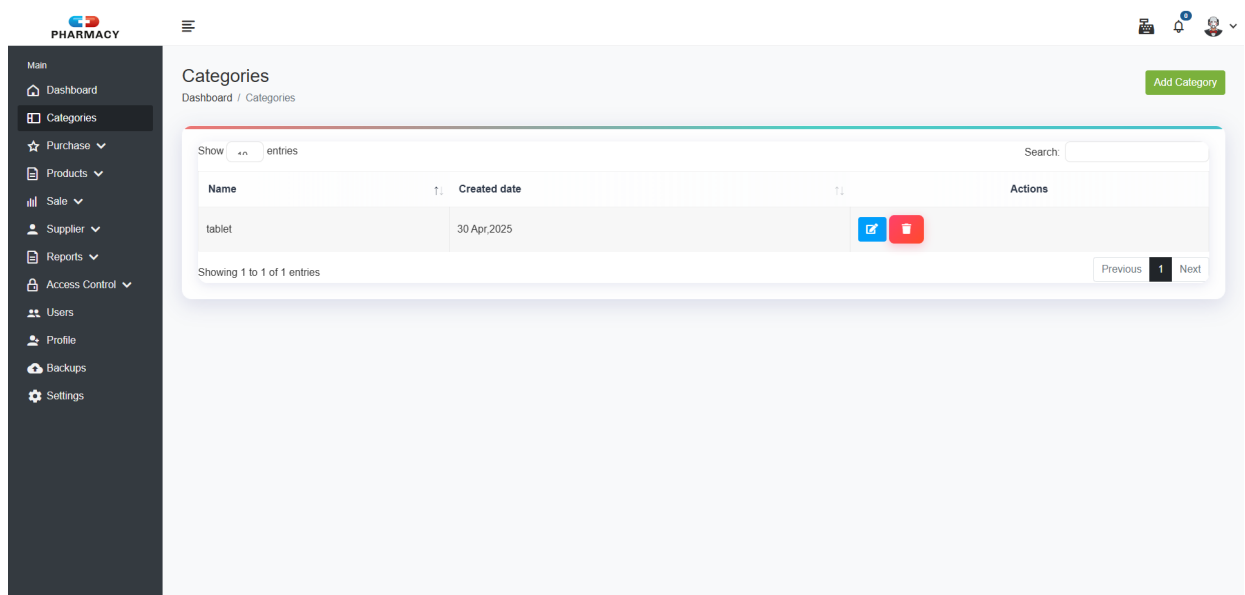 PHARMACY
0
Main
Dashboard
Categories
Purchase
Products
Sale
Supplier
Reports
Access Control
Users
Profile
Backups
Settings
Categories
Dashboard / Categories
Add Category
Show entries
Search:
Name Created date Actions
tablet 30 Apr,2025
Showing 1 to 1 of 1 entries
Previous 1 Next